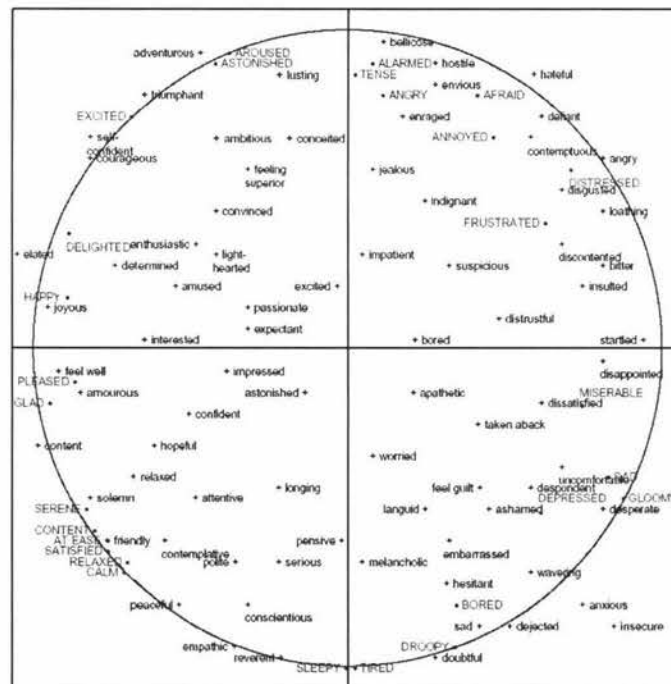 bellicose
adventurous AROUSED
ASTONISHED
ALARMED hostile
lusting
TENSE
hateful
envious
triumphant
ANGRY AFRAID
EXCITED
enraged
defiant
self-
confident
ambitious
conceited
ANNOYED
contemptuous
courageous
angry
feeling
superior
jealous
DISTRESSED
disgusted
convinced
indignant
loathing
FRUSTRATED
DELIGHTED
enthusiastic
discontented
elated
light-
hearted
impatient
determined
suspicious
bitter
amused
excited
insulted
HAPPY
joyous
passionate
distrustful
expectant
interested
bored
startled
disappointed
feel well
impressed
PLEASED
amourous
astonished
apathetic
MISERABLE
GLAD
dissatisfied
confident
taken aback
content
hopeful
worried
uncomfortable
SAD
relaxed
longing
feel guilt
despondent
solemn
attentive
DEPRESSED
GLOOMY
SERENE
languid
ashamed
desperate
CONTENT
AT EASE
friendly
contemplative
pensive
embarrassed
SATISFIED
RELAXED
polite
serious
melancholic
CALM
wavering
hesitant
peaceful
conscientious
BORED
anxious
sad
dejected
insecure
empathic
DROOPY
reverent
doubtful
SLEEPY
TIRED